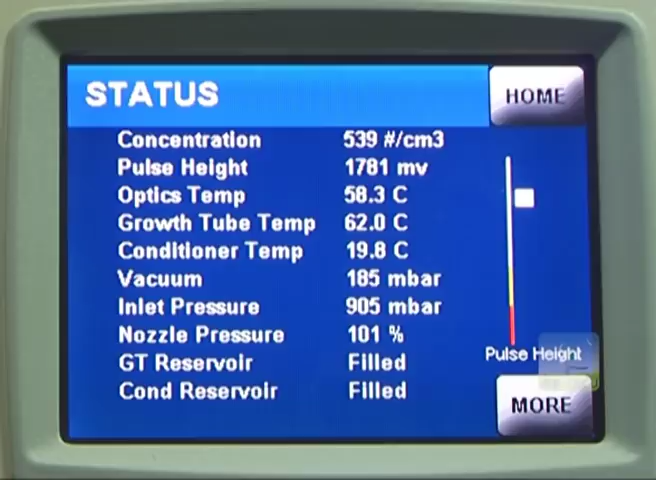 STATUS
HOME
Concentration 539 #/cm3
Pulse Height 1781 mv
Optics Temp 58.3 C
Growth Tube Temp 62.0 C
Conditioner Temp 19.8 C
Vacuum 185 mbar
Inlet Pressure 905 mbar
Nozzle Pressure 101 %
GT Reservoir Filled
Cond Reservoir Filled
Pulse Height
MORE